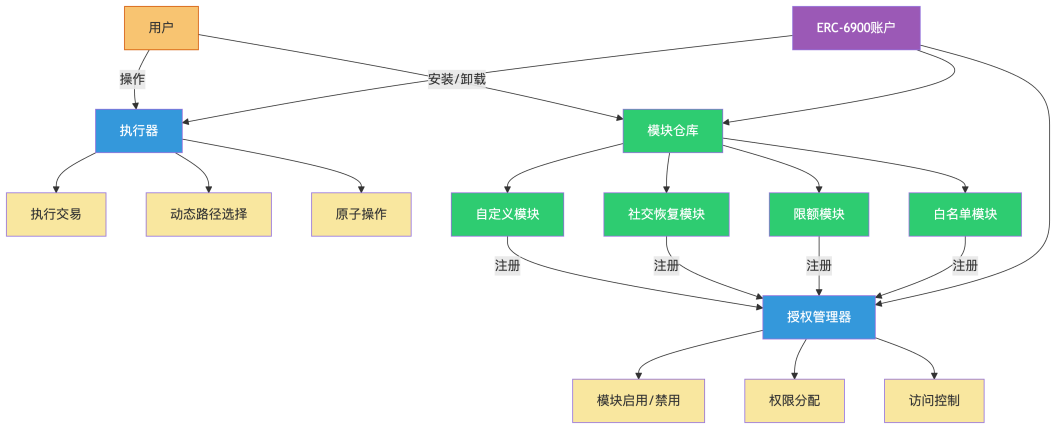 用户
ERC-6900账户
操作
安装/卸载
执行器
模块仓库
执行交易
动态路径选择
原子操作
自定义模块
社交恢复模块
限额模块
白名单模块
注册
注册
注册
注册
授权管理器
模块启用/禁用
权限分配
访问控制